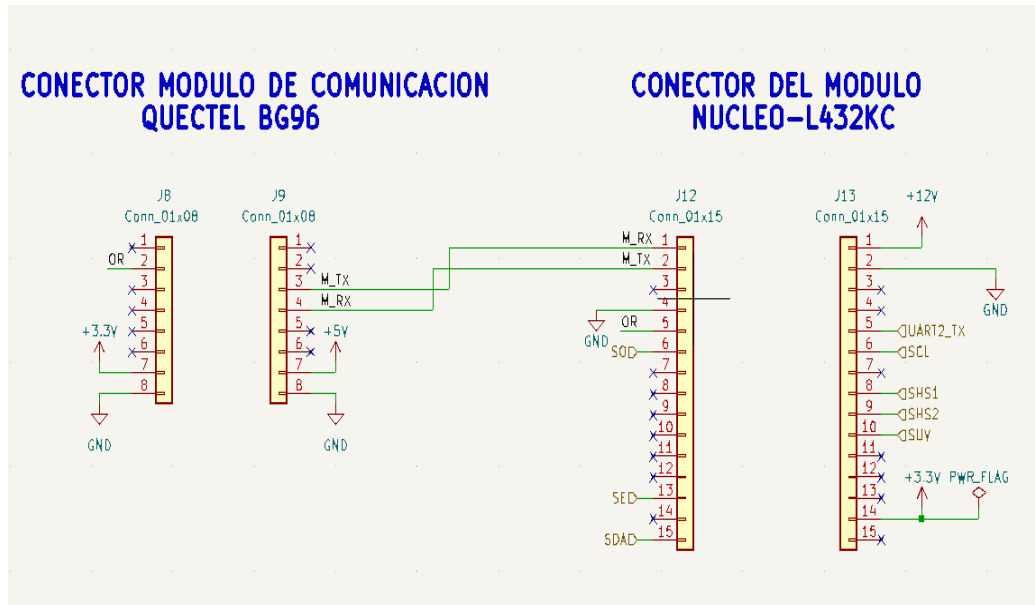 CONECTOR MODULO DE COMUNICACION
QUECTEL BG96
CONECTOR DEL MODULO
NUCLEO-L432KC
J8
Conn_01x08
1
2
3
4
5
6
7
8
OR
+3.3V
GND
J9
Conn_01x08
1
2
3
4
5
6
7
8
M_TX
M_RX
+5V
GND
J12
Conn_01x15
M_RX
M_TX
1
2
3
4
5
6
7
8
9
10
11
12
13
14
15
GND
OR
SO
SE
SDA
J13
Conn_01x15
1
2
3
4
5
6
7
8
9
10
11
12
13
14
15
+12V
GND
UART2_TX
SCL
SHS1
SHS2
SUV
+3.3V
PWR_FLAG